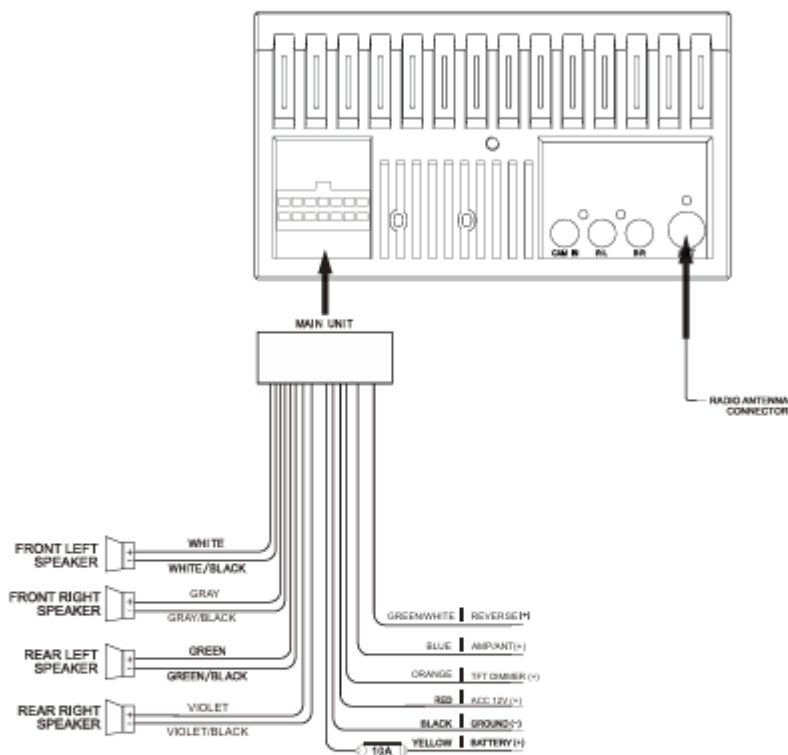 CAM IN R/L R/R
MAIN UNIT
RADIO ANTENNA
CONNECTOR
FRONT LEFT
SPEAKER
+
-
WHITE
WHITE/BLACK
FRONT RIGHT
SPEAKER
+
-
GRAY
GRAY/BLACK
REAR LEFT
SPEAKER
+
-
GREEN
GREEN/BLACK
REAR RIGHT
SPEAKER
+
-
VIOLET
VIOLET/BLACK
GREEN/WHITE REVERSE(+)
BLUE AMP/ANT(+)
ORANGE TFT DIMMER (+)
RED ACC 12V (+)
BLACK GROUND(-)
10A YELLOW BATTERY(+)